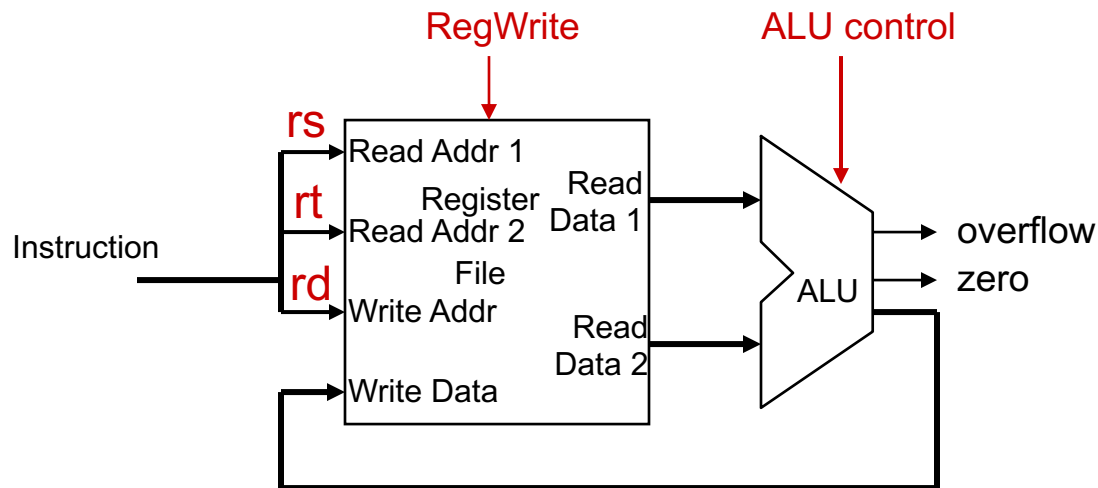 RegWrite
ALU control
rs
Read Addr 1
Register
Read
Data 1
rt
Read Addr 2
overflow
Instruction
File
zero
rd
ALU
Write Addr
Read
Data 2
Write Data